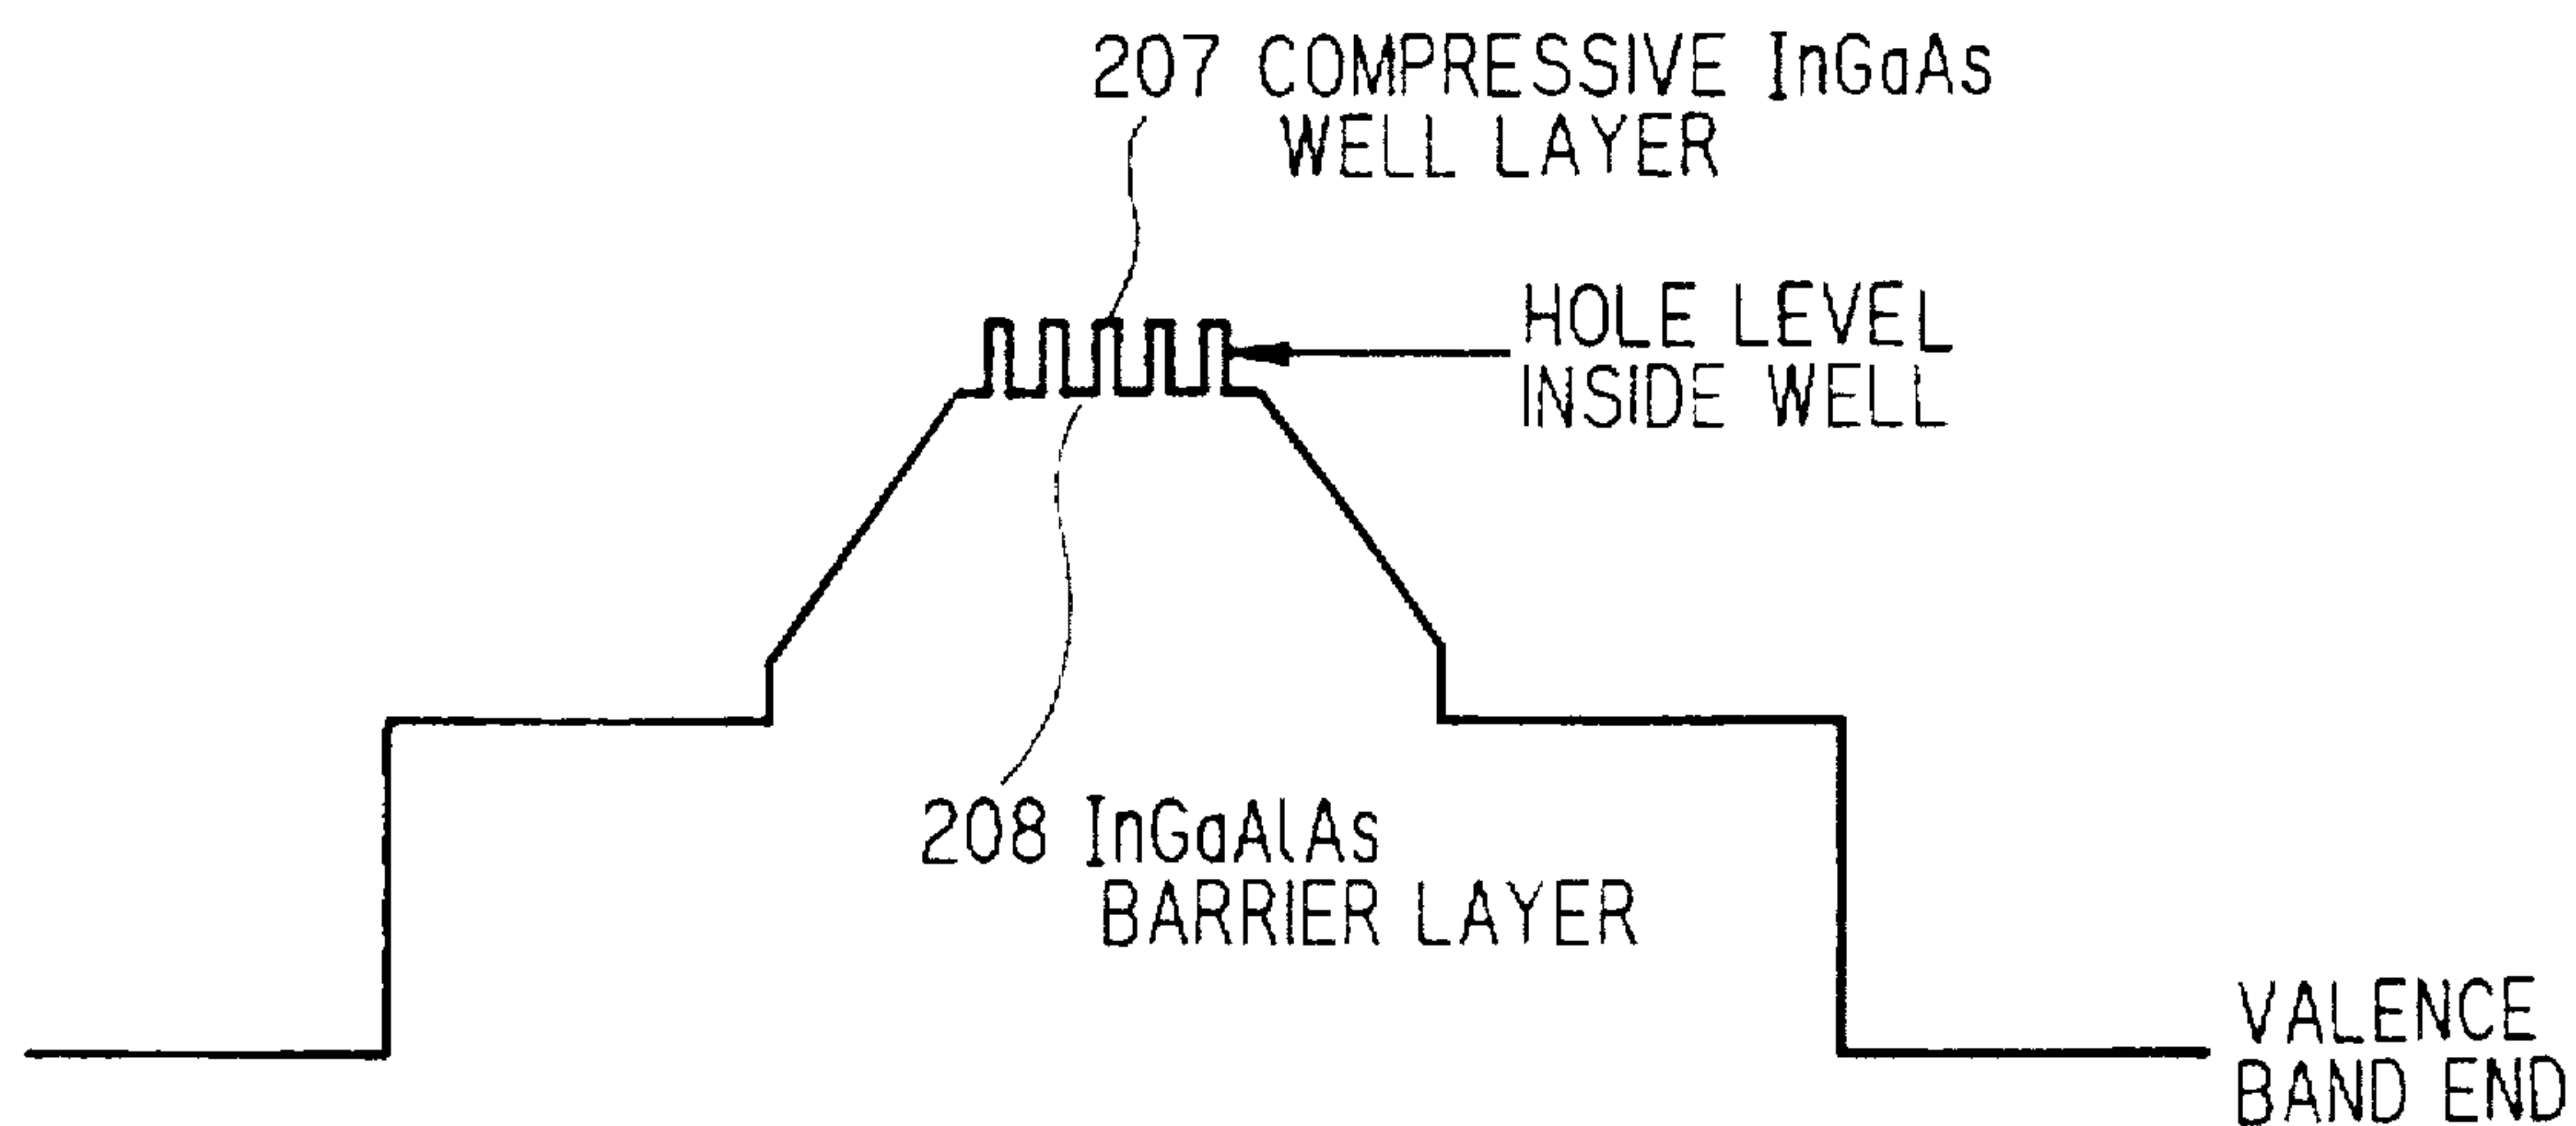 207 COMPRESSIVE InGaAs
WELL LAYER
HOLE LEVEL
INSIDE WELL
208 InGaAlAs
BARRIER LAYER
VALENCE
BAND END